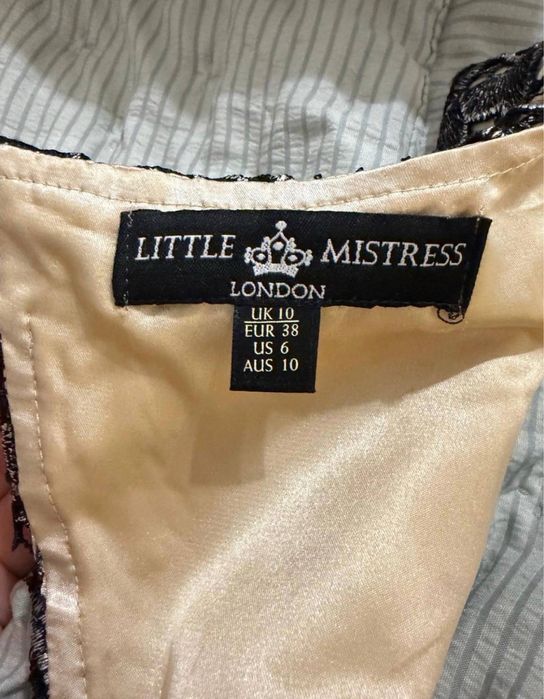 LITTLE MISTRESS
LONDON
UK 10
EUR 38
US 6
AUS 10